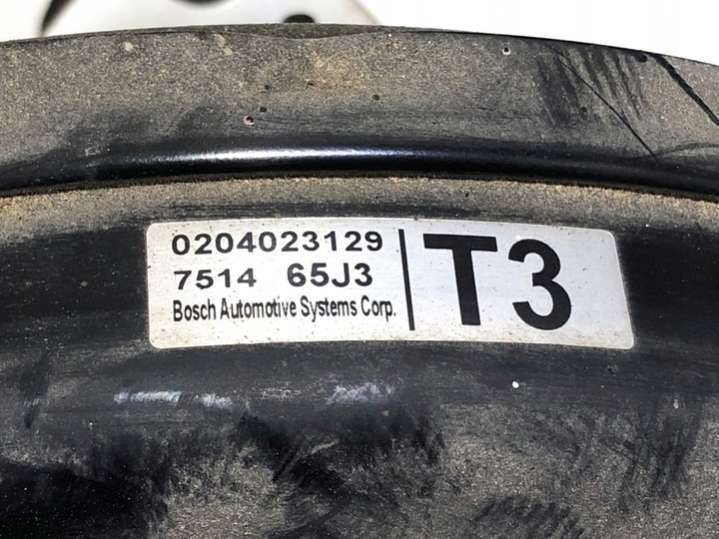 0204023129
7514 65J3
Bosch Automotive Systems Corp.
T3